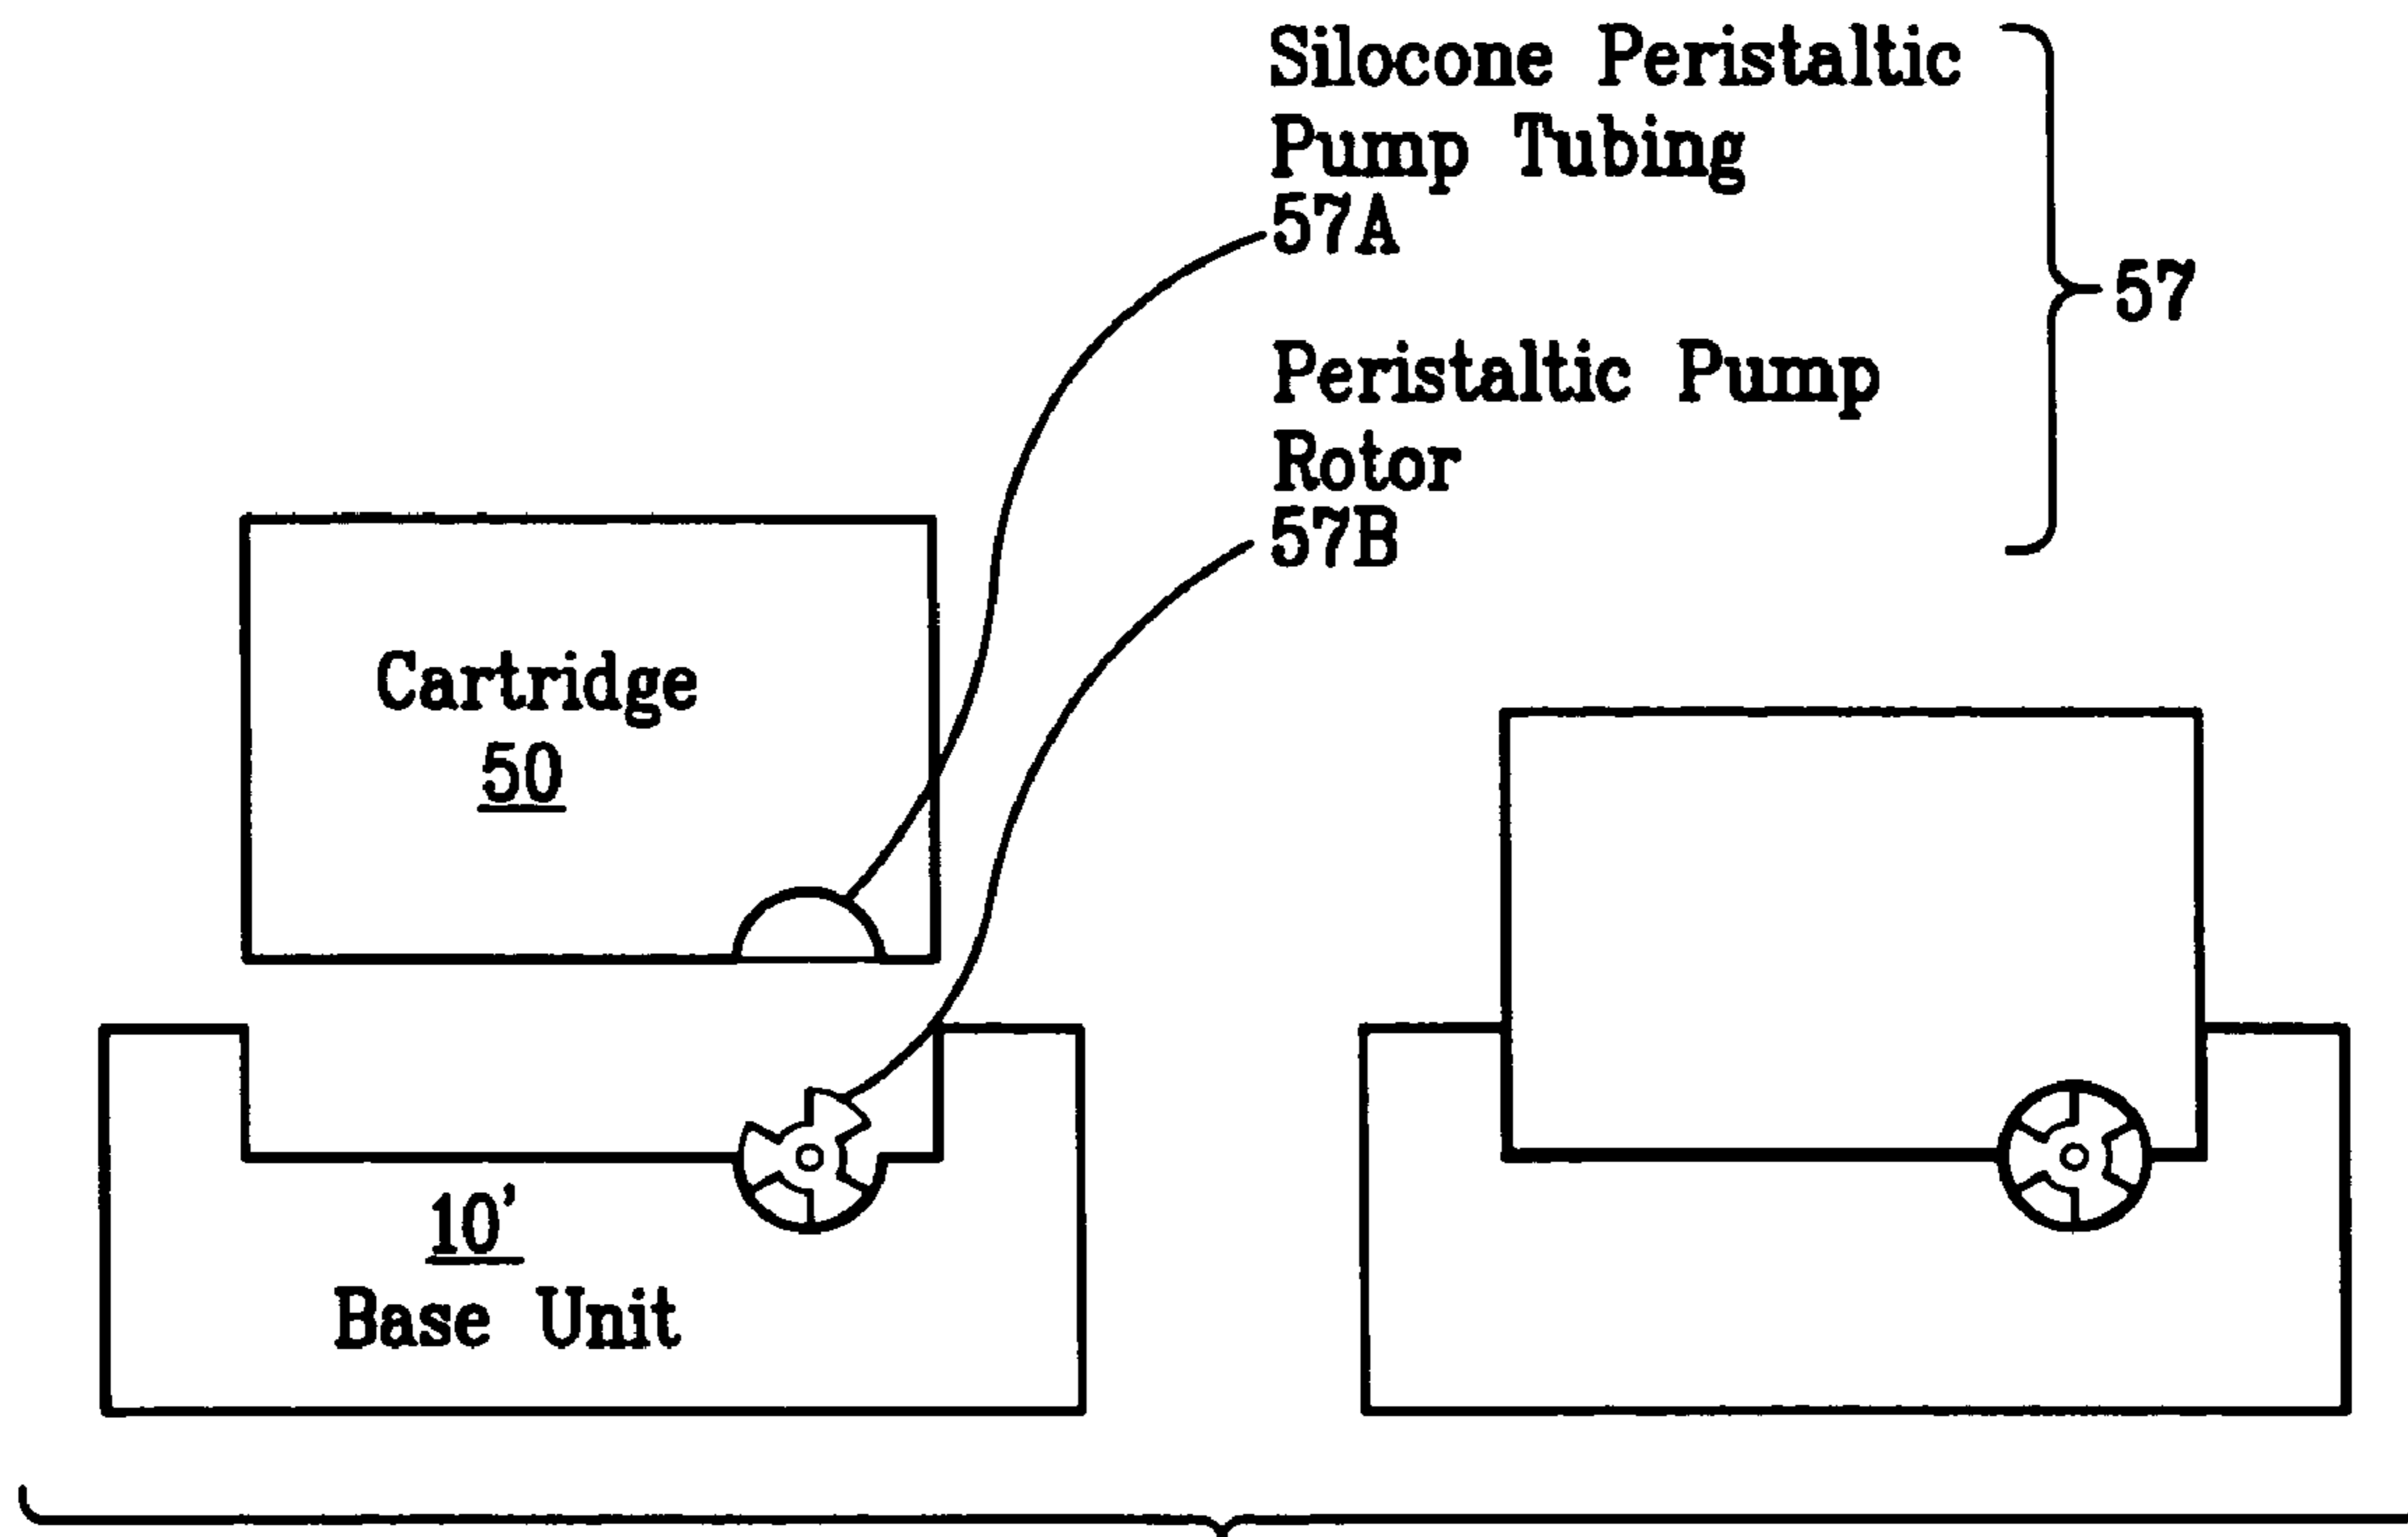 Silocone Peristaltic
Pump Tubing
57A
57
Peristaltic Pump
Rotor
57B
Cartridge
50
10'
Base Unit